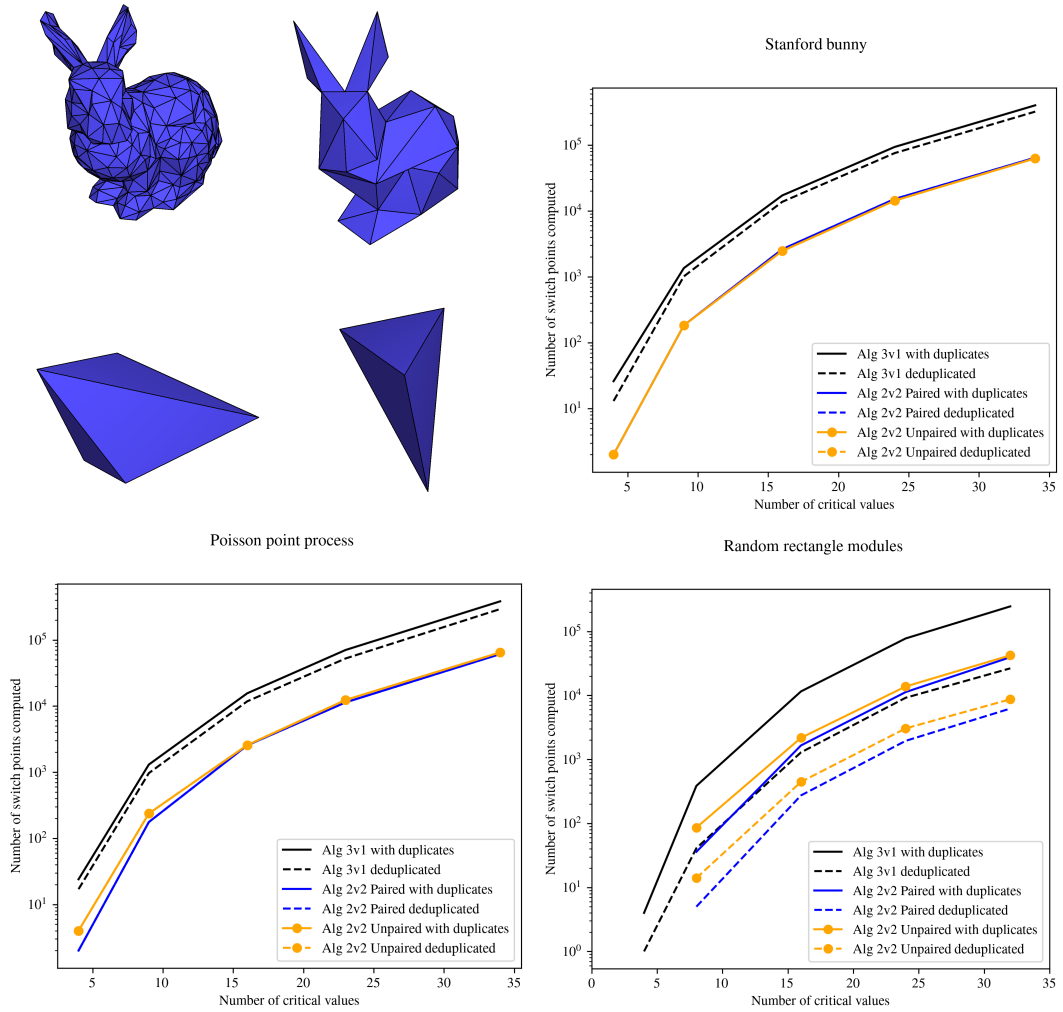 Stanford bunny
Number of switch points computed
10^5
10^4
10^3
10^2
10^1
Alg 3v1 with duplicates
Alg 3v1 deduplicated
Alg 2v2 Paired with duplicates
Alg 2v2 Paired deduplicated
Alg 2v2 Unpaired with duplicates
Alg 2v2 Unpaired deduplicated
5 10 15 20 25 30 35
Number of critical values
Poisson point process
Number of switch points computed
10^5
10^4
10^3
10^2
10^1
Alg 3v1 with duplicates
Alg 3v1 deduplicated
Alg 2v2 Paired with duplicates
Alg 2v2 Paired deduplicated
Alg 2v2 Unpaired with duplicates
Alg 2v2 Unpaired deduplicated
5 10 15 20 25 30 35
Number of critical values
Random rectangle modules
Number of switch points computed
10^5
10^4
10^3
10^2
10^1
10^0
Alg 3v1 with duplicates
Alg 3v1 deduplicated
Alg 2v2 Paired with duplicates
Alg 2v2 Paired deduplicated
Alg 2v2 Unpaired with duplicates
Alg 2v2 Unpaired deduplicated
0 5 10 15 20 25 30 35
Number of critical values